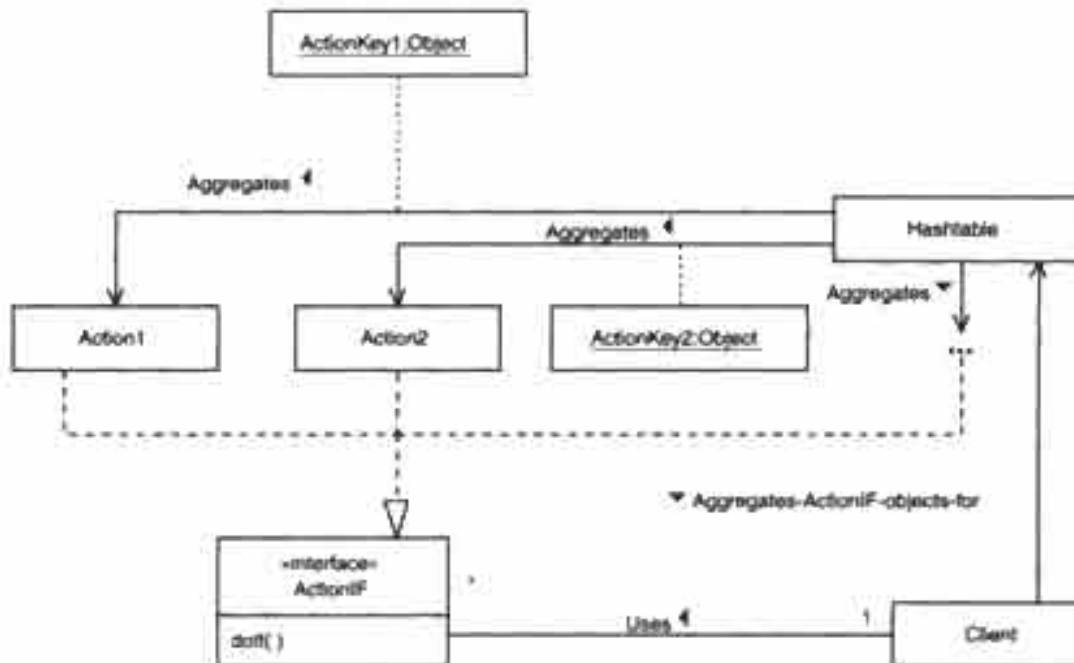 ActionKey1:Object
Aggregates
Hashtable
Aggregates
Aggregates
Action1
Action2
ActionKey2:Object
Aggregates-ActionIF-objects-for
«interface»
ActionIF
doIt( )
Uses
1
Client